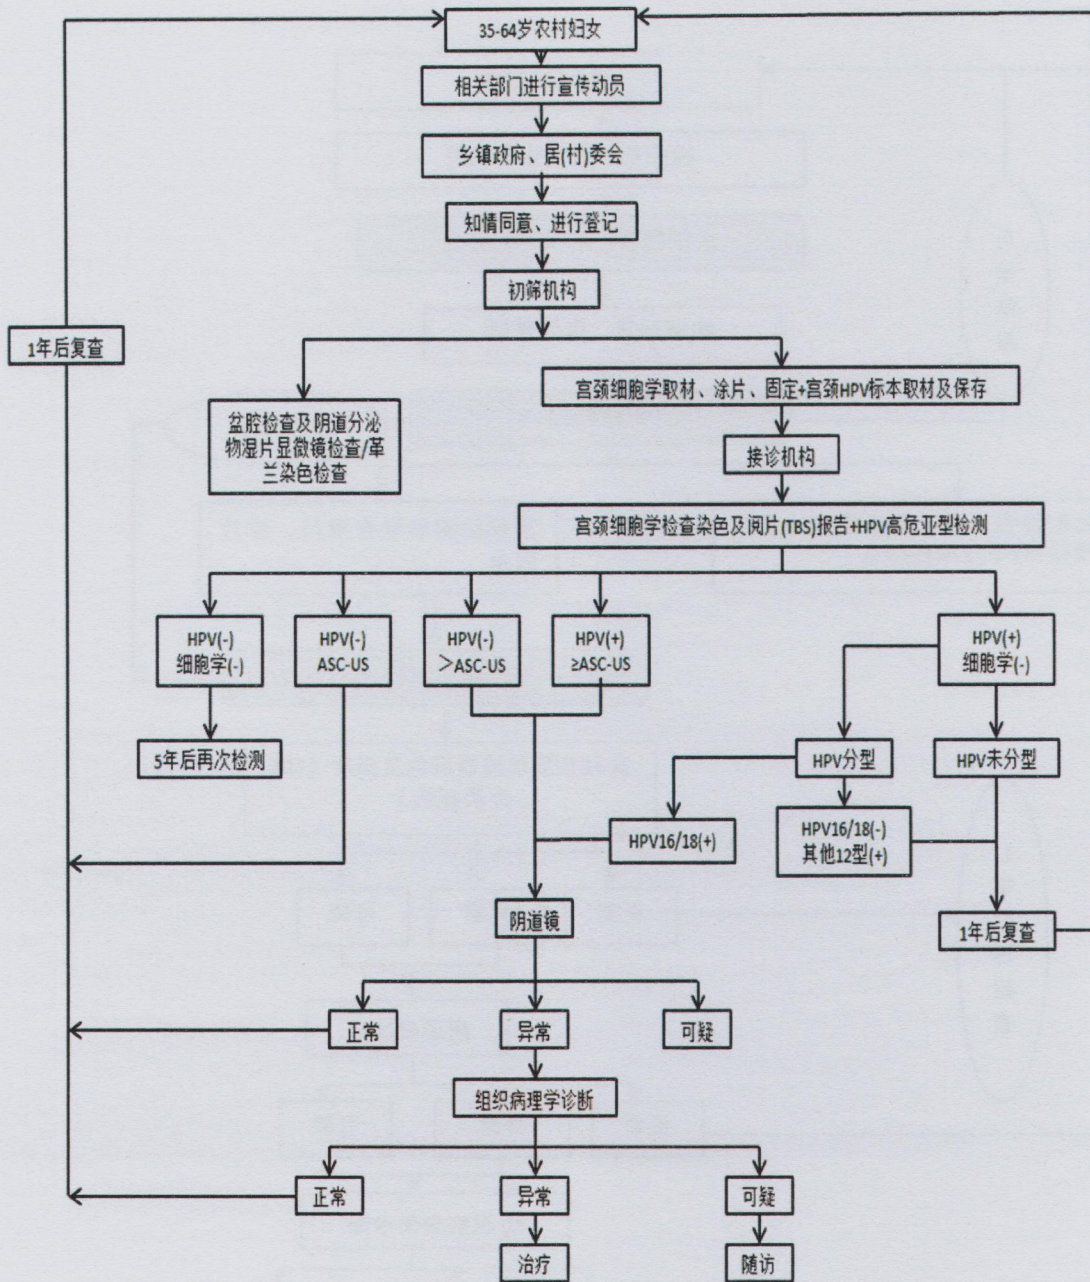 35-64岁农村妇女
相关部门进行宣传动员
乡镇政府、居(村)委会
知情同意、进行登记
初筛机构
1年后复查
宫颈细胞学取材、涂片、固定+宫颈HPV标本取材及保存
盆腔检查及阴道分泌
物湿片显微镜检查/革
兰染色检查
接诊机构
宫颈细胞学检查染色及阅片(TBS)报告+HPV高危亚型检测
HPV(-)
细胞学(-)
HPV(-)
ASC-US
HPV(-)
＞ASC-US
HPV(+)
≥ASC-US
HPV(+)
细胞学(-)
5年后再次检测
HPV分型
HPV未分型
HPV16/18(+)
HPV16/18(-)
其他12型(+)
阴道镜
1年后复查
正常
异常
可疑
组织病理学诊断
正常
异常
可疑
治疗
随访